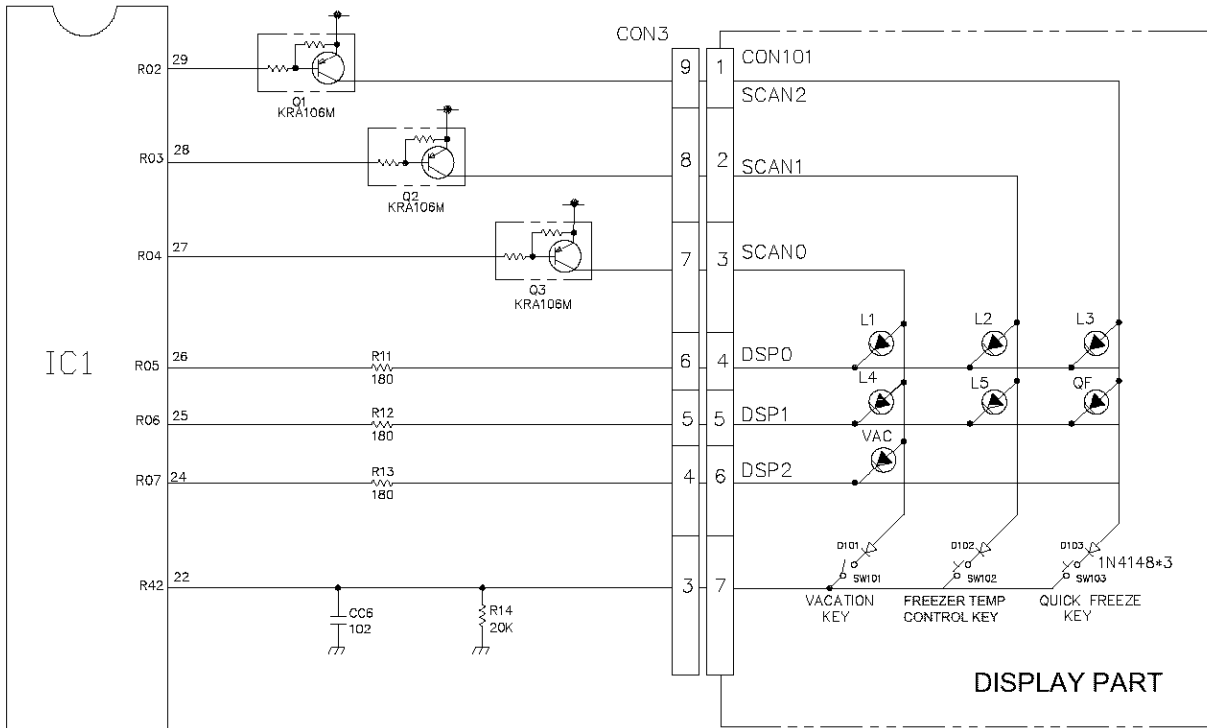 IC1
R02 29
Q1
KRA106M
R03 28
Q2
KRA106M
R04 27
Q3
KRA106M
R05 26
R11
180
R06 25
R12
180
R07 24
R13
180
R42 22
CC6
102
R14
20K
CON3
9
8
7
6
5
4
3
1
2
3
4
5
6
7
CON101
SCAN2
SCAN1
SCAN0
DSP0
DSP1
DSP2
L1
L2
L3
L4
L5
QF
VAC
D101
SW101
D102
SW102
D103
SW103
1N4148*3
VACATION
KEY
FREEZER TEMP
CONTROL KEY
QUICK FREEZE
KEY
DISPLAY PART